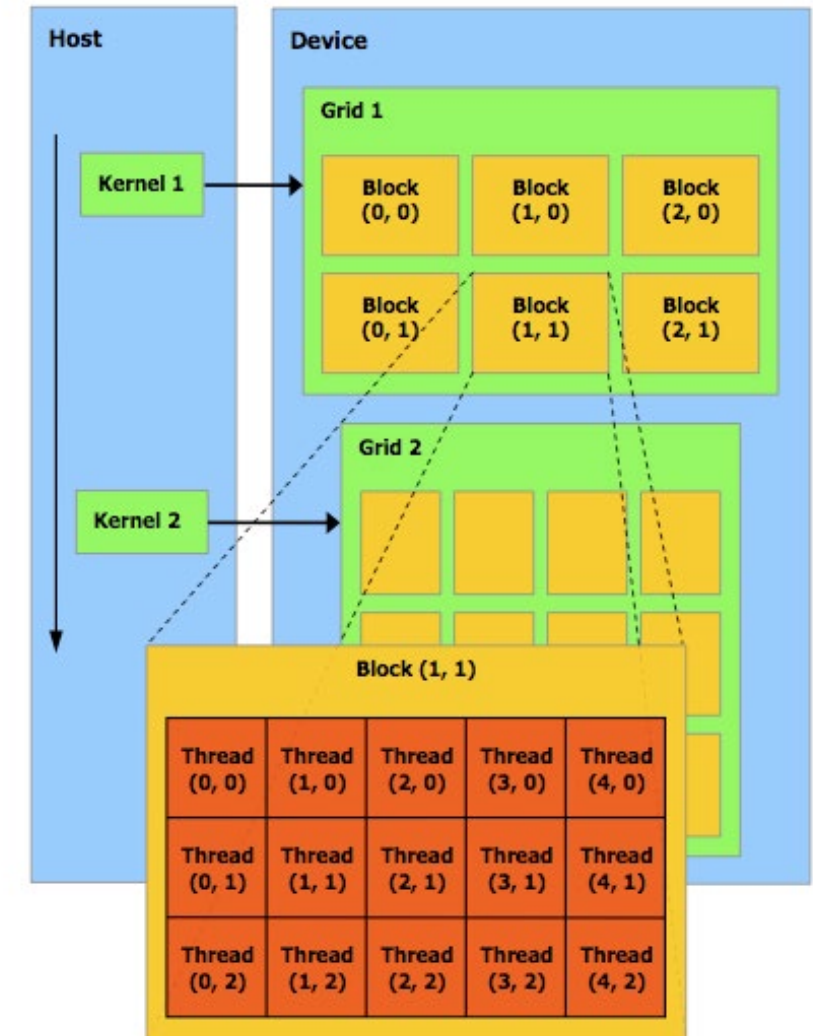 Host
Device
Grid 1
Kernel 1
Block
(0, 0)
Block
(1, 0)
Block
(2, 0)
Block
(0, 1)
Block
(1, 1)
Block
(2, 1)
Grid 2
Kernel 2
Block (1, 1)
Thread
(0, 0)
Thread
(1, 0)
Thread
(2, 0)
Thread
(3, 0)
Thread
(4, 0)
Thread
(0, 1)
Thread
(1, 1)
Thread
(2, 1)
Thread
(3, 1)
Thread
(4, 1)
Thread
(0, 2)
Thread
(1, 2)
Thread
(2, 2)
Thread
(3, 2)
Thread
(4, 2)